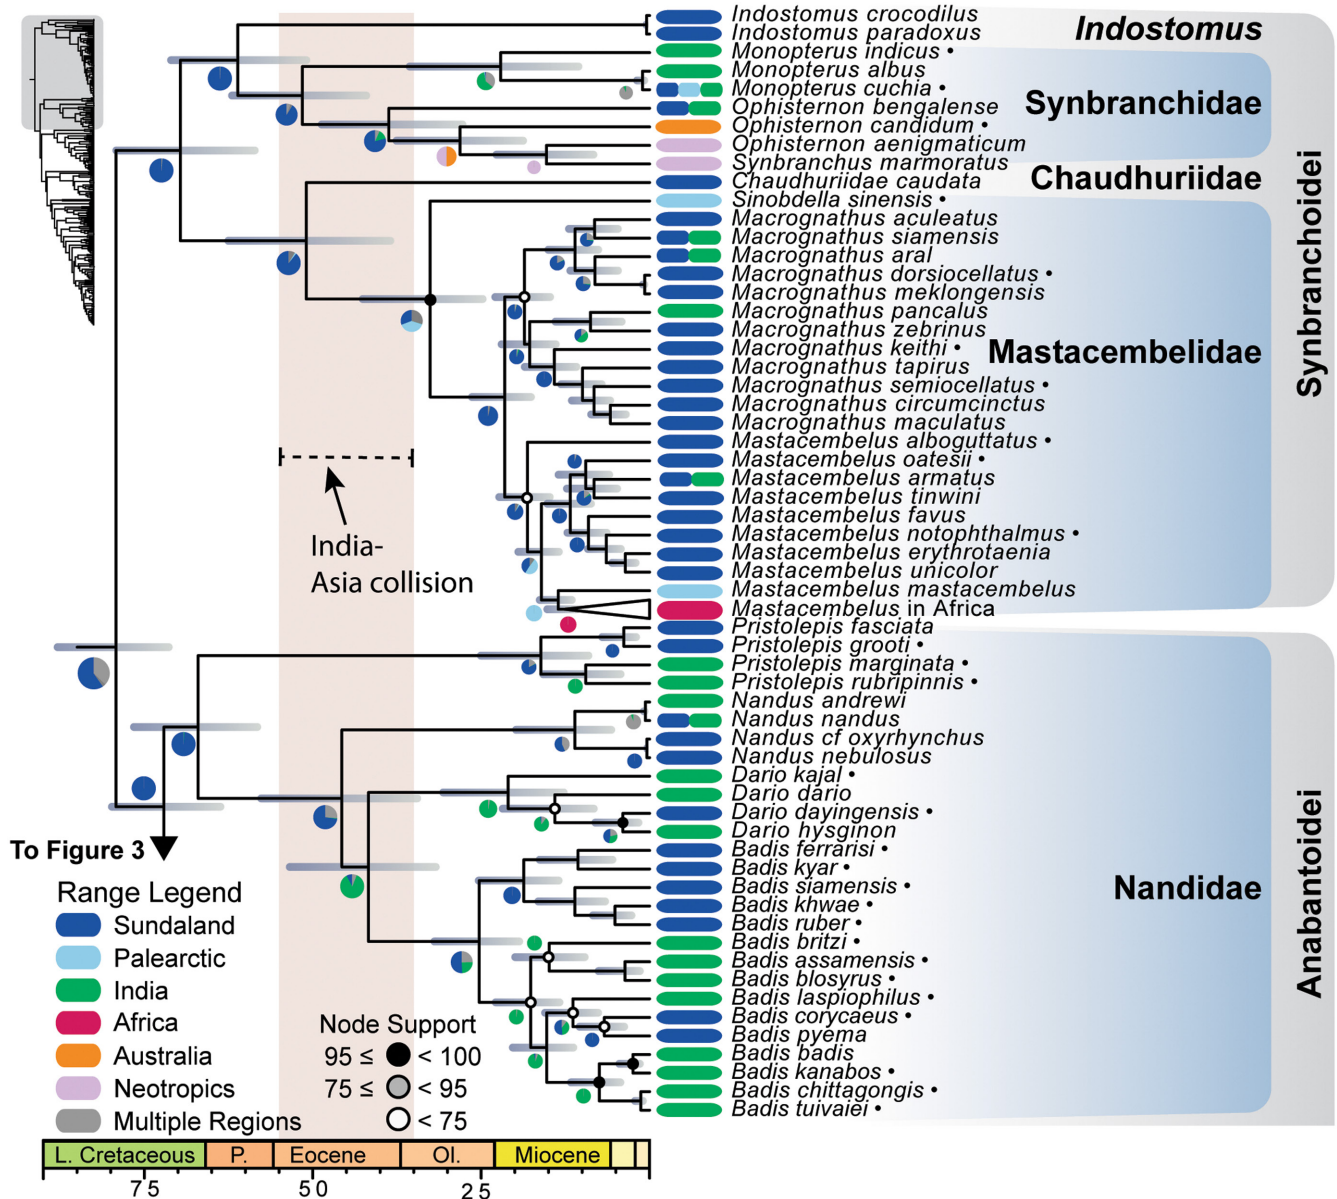 Indostomus crocodilus
Indostomus paradoxus
Monopterus indicus •
Monopterus albus
Monopterus cuchia •
Ophisternon bengalense
Ophisternon candidum •
Ophisternon aenigmaticum
Synbranchus marmoratus
Chaudhuriidae caudata
Sinobdella sinensis •
Macrognathus aculeatus
Macrognathus siamensis
Macrognathus aral
Macrognathus dorsiocellatus •
Macrognathus meklongensis
Macrognathus pancalus
Macrognathus zebrinus
Macrognathus keithi •
Macrognathus tapirus
Macrognathus semiocellatus •
Macrognathus circumcinctus
Macrognathus maculatus
Mastacembelus alboguttatus •
Mastacembelus oatesii •
Mastacembelus armatus
Mastacembelus tinwini
Mastacembelus favus
Mastacembelus notophthalmus •
Mastacembelus erythrotaenia
Mastacembelus unicolor
Mastacembelus mastacembelus
Mastacembelus in Africa
Pristolepis fasciata
Pristolepis grooti •
Pristolepis marginata •
Pristolepis rubripinnis •
Nandus andrewi
Nandus nandus
Nandus cf oxyrhynchus
Nandus nebulosus
Dario kajal •
Dario dario
Dario dayingensis •
Dario hysginon
Badis ferrarisi •
Badis kyar •
Badis siamensis •
Badis khwae •
Badis ruber •
Badis britzi •
Badis assamensis •
Badis blosyrus •
Badis laspiophilus •
Badis corycaeus •
Badis pyema
Badis badis
Badis kanabos •
Badis chittagongis •
Badis tuivaiei •
Indostomus
Synbranchidae
Chaudhuriidae
Mastacembelidae
Nandidae
Synbranchoidei
Anabantoidei
India-
Asia collision
To Figure 3
Range Legend
Sundaland
Palearctic
India
Africa
Australia
Neotropics
Multiple Regions
Node Support
95 ≤ < 100
75 ≤ < 95
< 75
L. Cretaceous P. Eocene Ol. Miocene
75 50 25